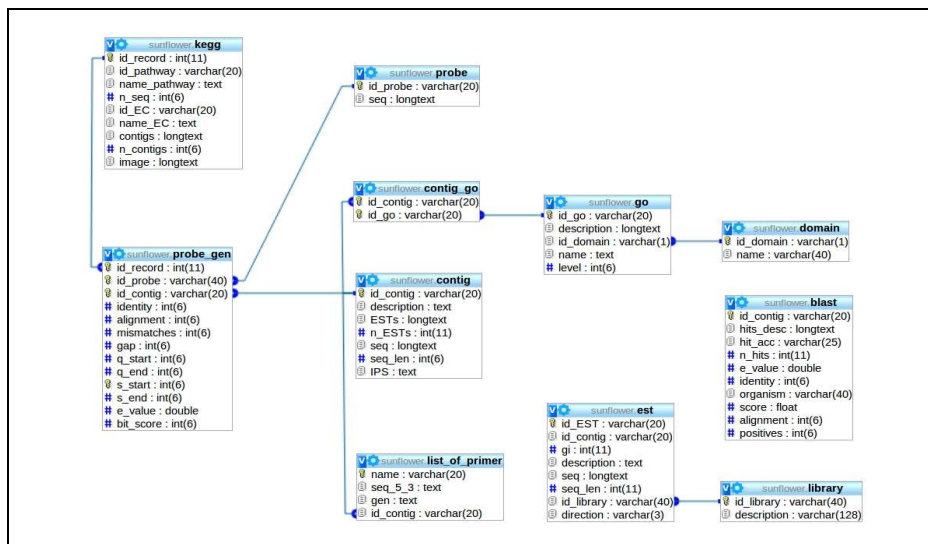 sunflower.kegg
id_record : int(11)
id_pathway : varchar(20)
name_pathway : text
# n_seq : int(6)
id_EC : varchar(20)
name_EC : text
contigs : longtext
# n_contigs : int(6)
image : longtext
sunflower.probe
id_probe : varchar(20)
seq : longtext
sunflower.contig_go
id_contig : varchar(20)
id_go : varchar(20)
sunflower.go
id_go : varchar(20)
description : longtext
id_domain : varchar(1)
name : text
# level : int(6)
sunflower.domain
id_domain : varchar(1)
name : varchar(40)
sunflower.probe_gen
id_record : int(11)
id_probe : varchar(40)
id_contig : varchar(20)
# identity : int(6)
# alignment : int(6)
# mismatches : int(6)
# gap : int(6)
# q_start : int(6)
# q_end : int(6)
s_start : int(6)
# s_end : int(6)
# e_value : double
# bit_score : int(6)
sunflower.contig
id_contig : varchar(20)
description : text
ESTs : longtext
# n_ESTs : int(11)
seq : longtext
# seq_len : int(6)
IPS : text
sunflower.blast
id_contig : varchar(20)
hits_desc : longtext
hit_acc : varchar(25)
# n_hits : int(11)
# e_value : double
# identity : int(6)
organism : varchar(40)
# score : float
# alignment : int(6)
# positives : int(6)
sunflower.list_of_primer
name : varchar(20)
seq_5_3 : text
gen : text
id_contig : varchar(20)
sunflower.est
id_EST : varchar(20)
id_contig : varchar(20)
# gi : int(11)
description : text
seq : longtext
# seq_len : int(11)
id_library : varchar(40)
direction : varchar(3)
sunflower.library
id_library : varchar(40)
description : varchar(128)